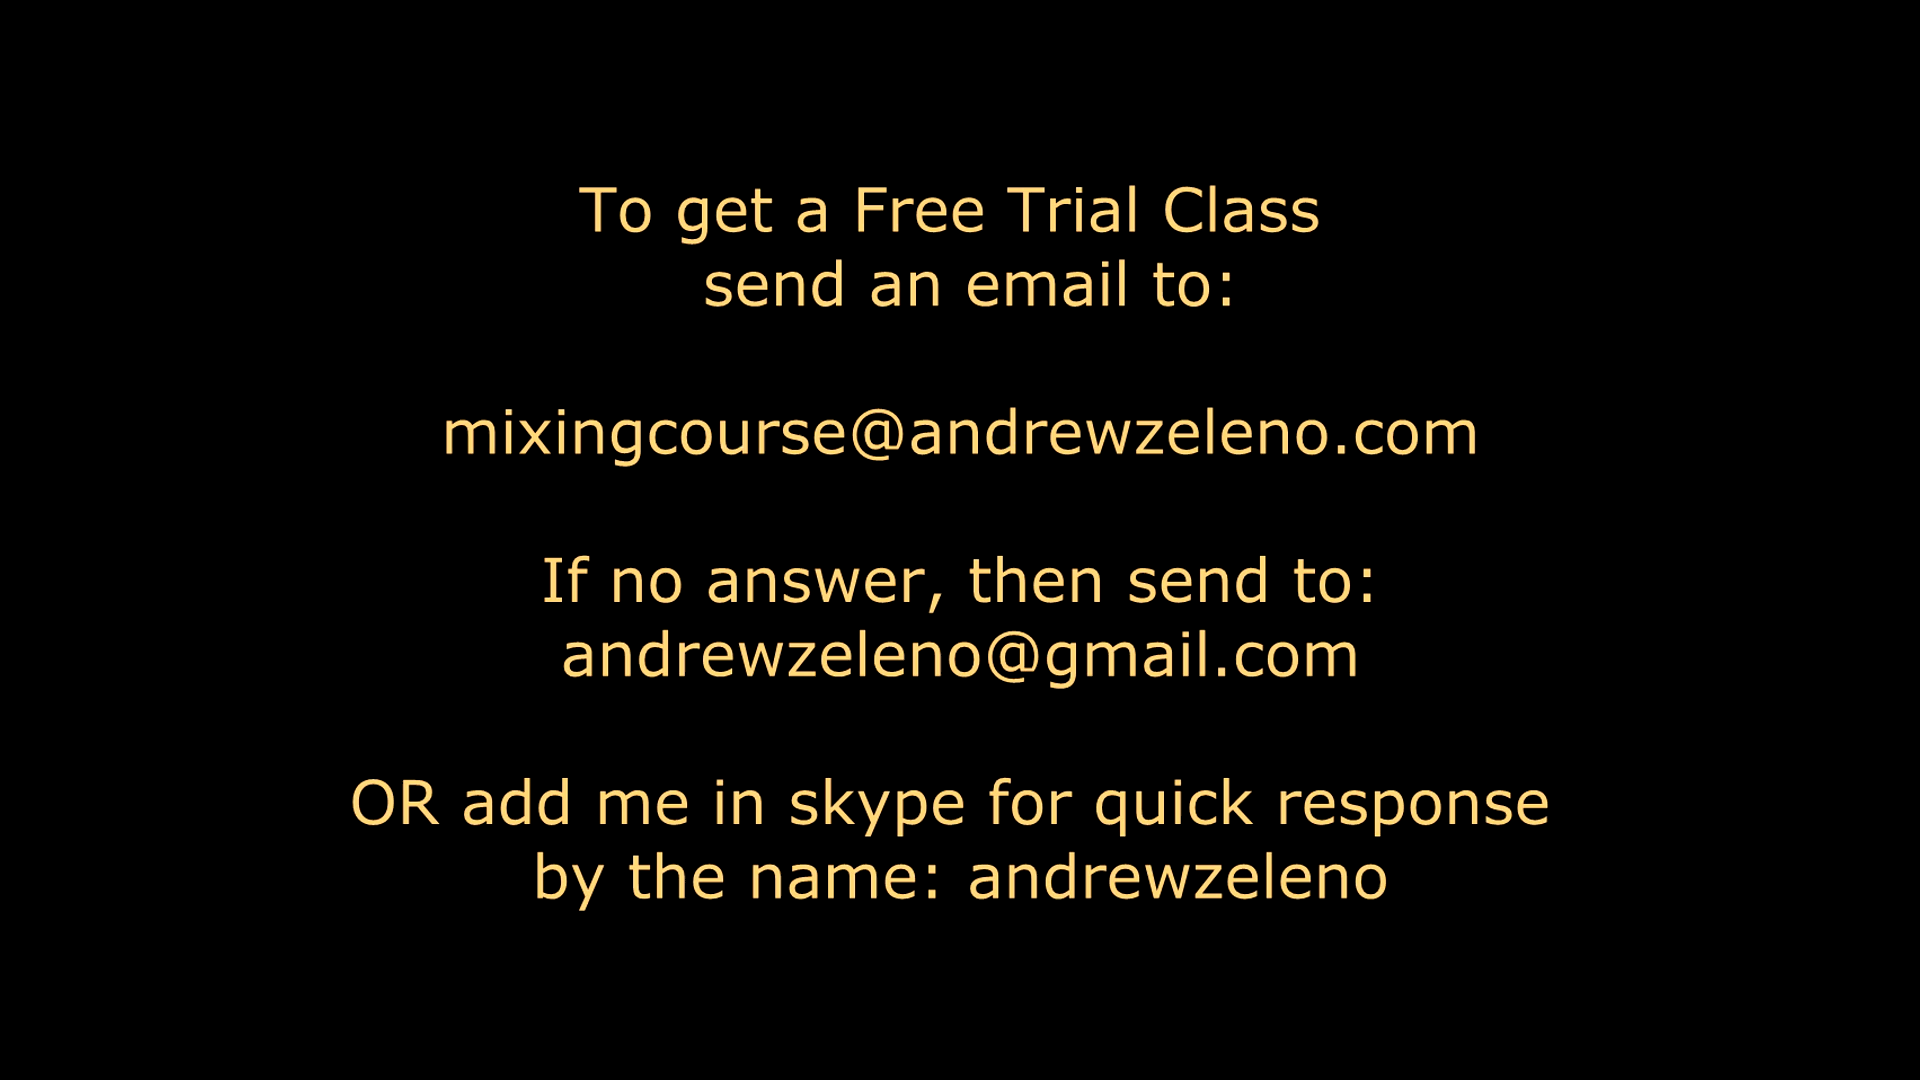 To get a Free Trial Class
send an email to:
mixingcourse@andrewzeleno.com
If no answer, then send to:
andrewzeleno@gmail.com
OR add me in skype for quick response
by the name: andrewzeleno